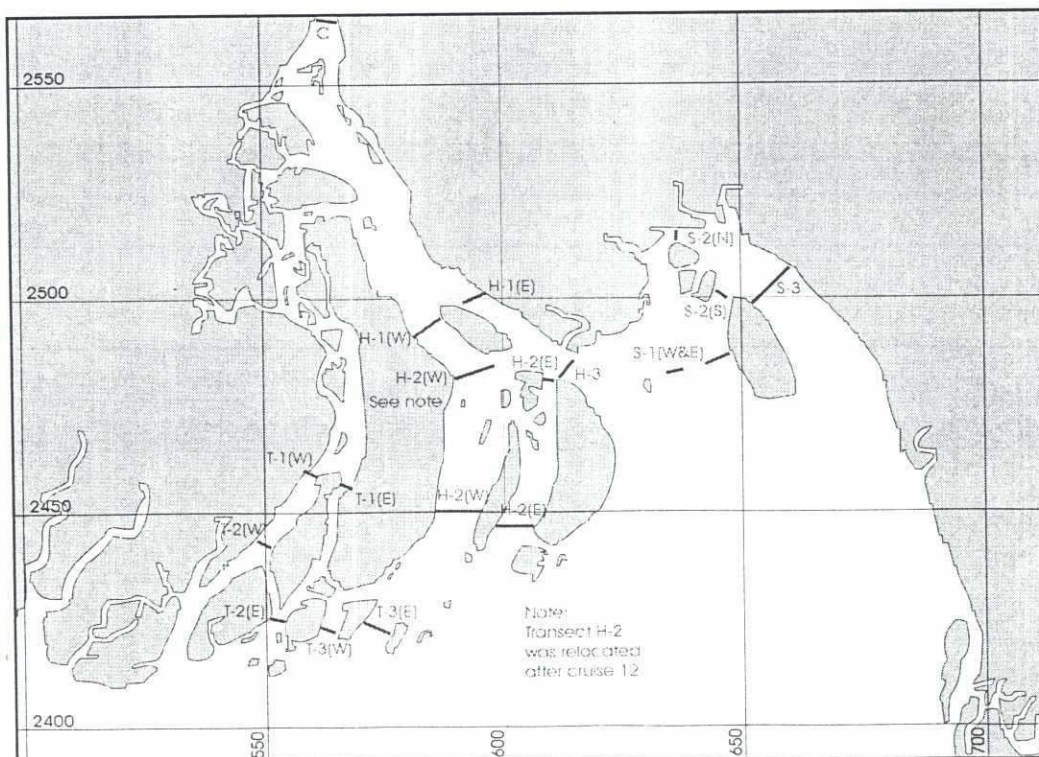 C
2550
S-2(N)
H-1(E)
2500
S-3
S-2(S)
H-1(W)
S-1(W&E)
H-2(E)
H-2(W)
H-3
See note
T-1(W)
T-1(E)
H-2(W)
H-2(E)
2450
T-2(W)
T-2(E)
T-3(E)
T-3(W)
Note:
Transect H-2
was relocated
after cruise 12
2400
550
600
650
700